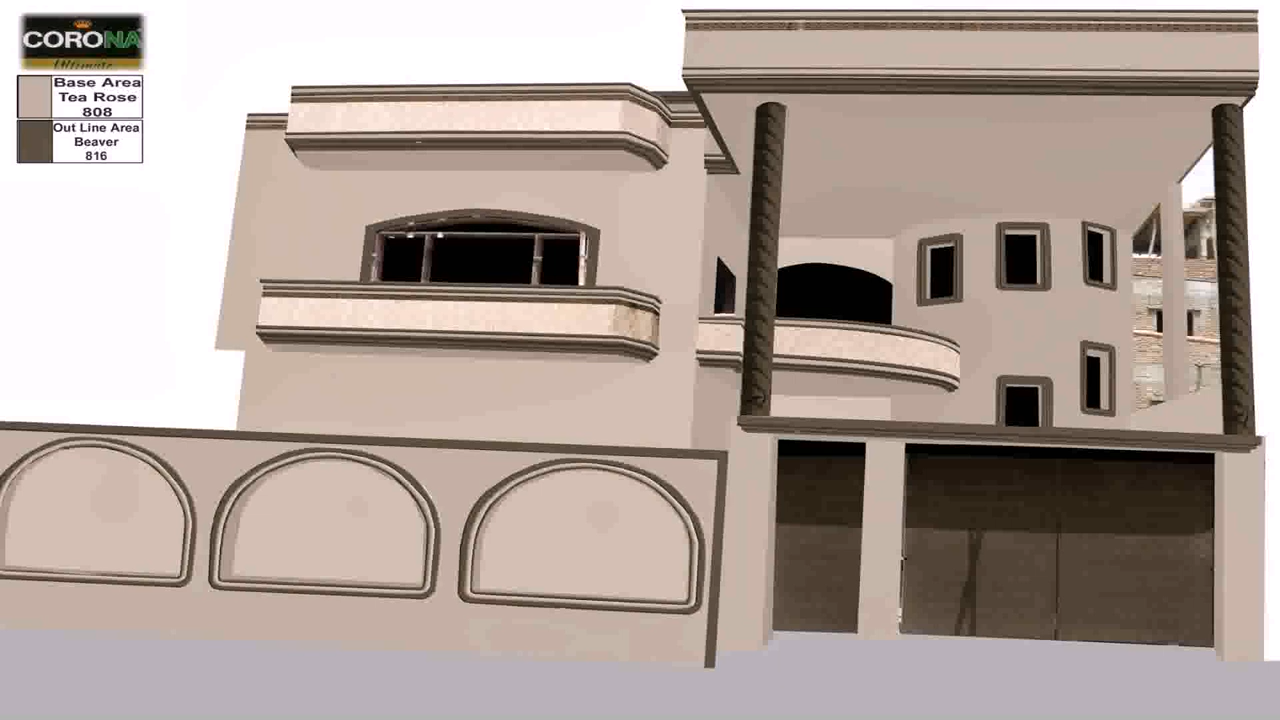 CORONA
Ultimate
Base Area
Tea Rose
808
Out Line Area
Beaver
816